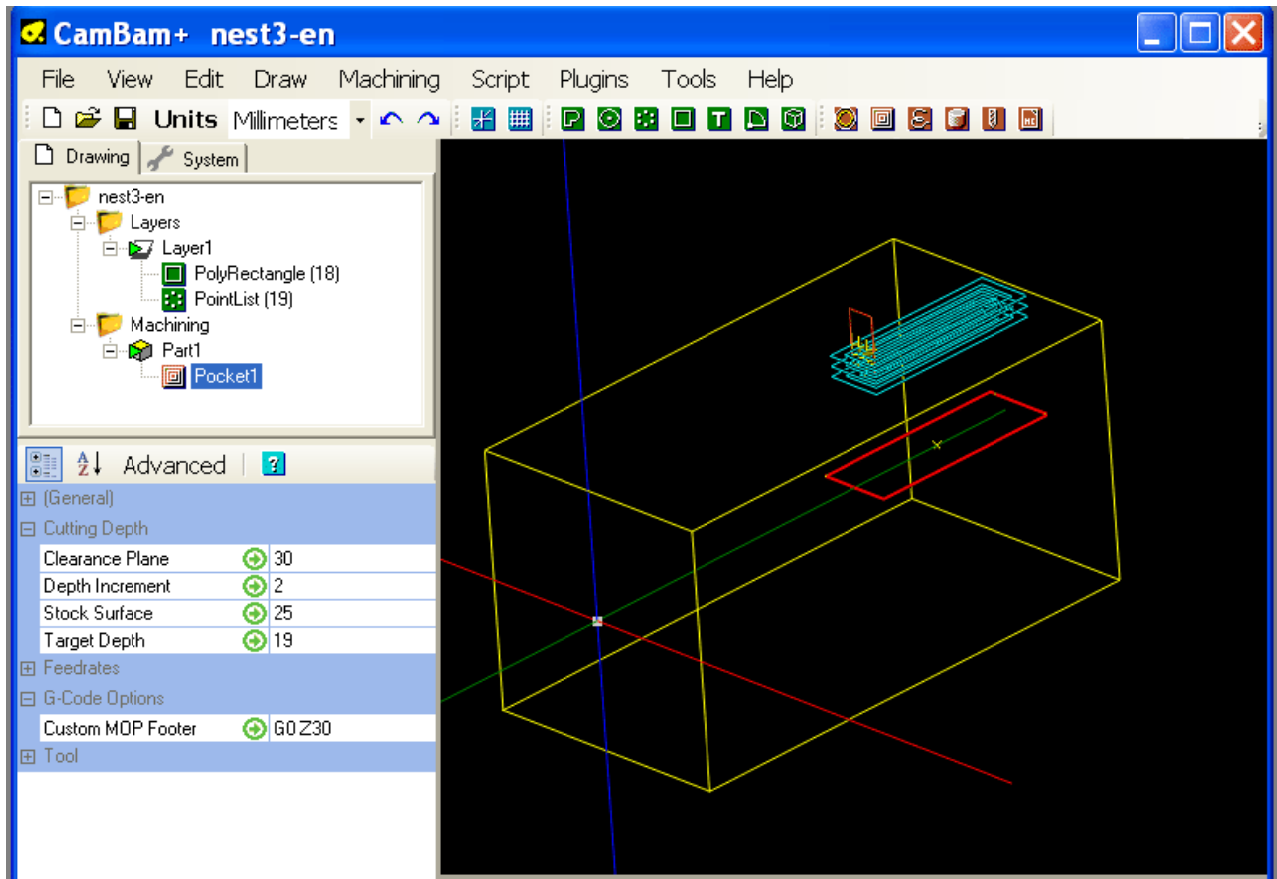 CamBam+ nest3-en
File View Edit Draw Machining Script Plugins Tools Help
Units Millimeters
Drawing System
nest3-en
Layers
Layer1
PolyRectangle (18)
PointList (19)
Machining
Part1
Pocket1
Advanced
(General)
Cutting Depth
Clearance Plane 30
Depth Increment 2
Stock Surface 25
Target Depth 19
Feedrates
G-Code Options
Custom MOP Footer G0 Z30
Tool